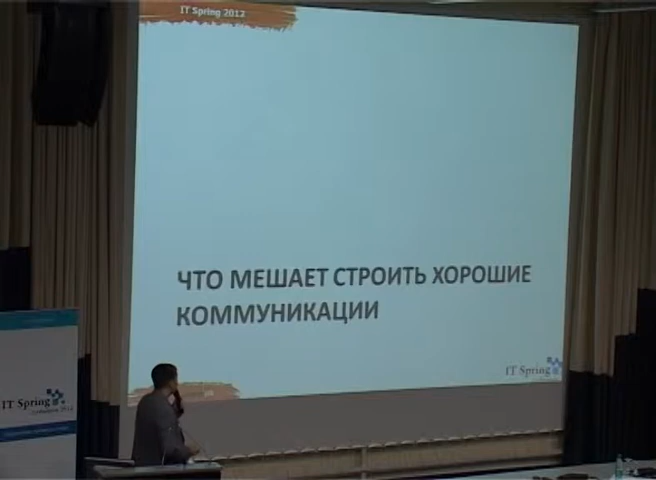 IT Spring 2012
ЧТО МЕШАЕТ СТРОИТЬ ХОРОШИЕ
КОММУНИКАЦИИ
IT Spring
IT Spring